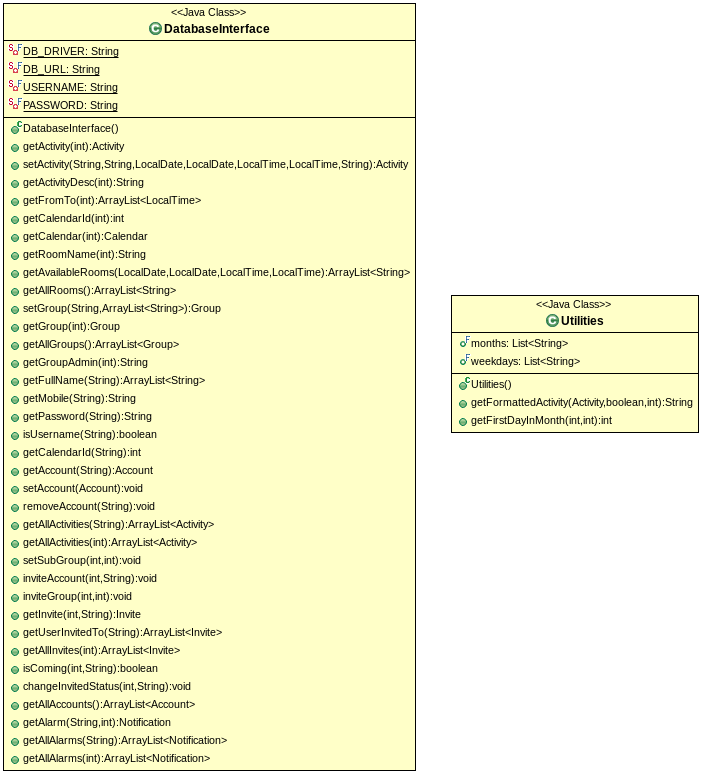 <<Java Class>>
DatabaseInterface
DB_DRIVER: String
DB_URL: String
USERNAME: String
PASSWORD: String
DatabaseInterface()
getActivity(int):Activity
setActivity(String,String,LocalDate,LocalDate,LocalTime,LocalTime,String):Activity
getActivityDesc(int):String
getFromTo(int):ArrayList<LocalTime>
getCalendarId(int):int
getCalendar(int):Calendar
getRoomName(int):String
getAvailableRooms(LocalDate,LocalDate,LocalTime,LocalTime):ArrayList<String>
getAllRooms():ArrayList<String>
setGroup(String,ArrayList<String>):Group
getGroup(int):Group
getAllGroups():ArrayList<Group>
getGroupAdmin(int):String
getFullName(String):ArrayList<String>
getMobile(String):String
getPassword(String):String
isUsername(String):boolean
getCalendarId(String):int
getAccount(String):Account
setAccount(Account):void
removeAccount(String):void
getAllActivities(String):ArrayList<Activity>
getAllActivities(int):ArrayList<Activity>
setSubGroup(int,int):void
inviteAccount(int,String):void
inviteGroup(int,int):void
getInvite(int,String):Invite
getUserInvitedTo(String):ArrayList<Invite>
getAllInvites(int):ArrayList<Invite>
isComing(int,String):boolean
changeInvitedStatus(int,String):void
getAllAccounts():ArrayList<Account>
getAlarm(String,int):Notification
getAllAlarms(String):ArrayList<Notification>
getAllAlarms(int):ArrayList<Notification>
<<Java Class>>
Utilities
months: List<String>
weekdays: List<String>
Utilities()
getFormattedActivity(Activity,boolean,int):String
getFirstDayInMonth(int,int):int